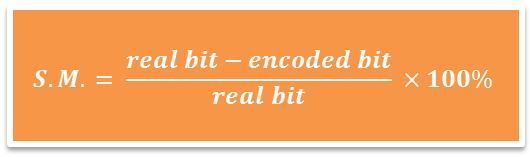 S.M. = real bit − encoded bit / real bit × 100%